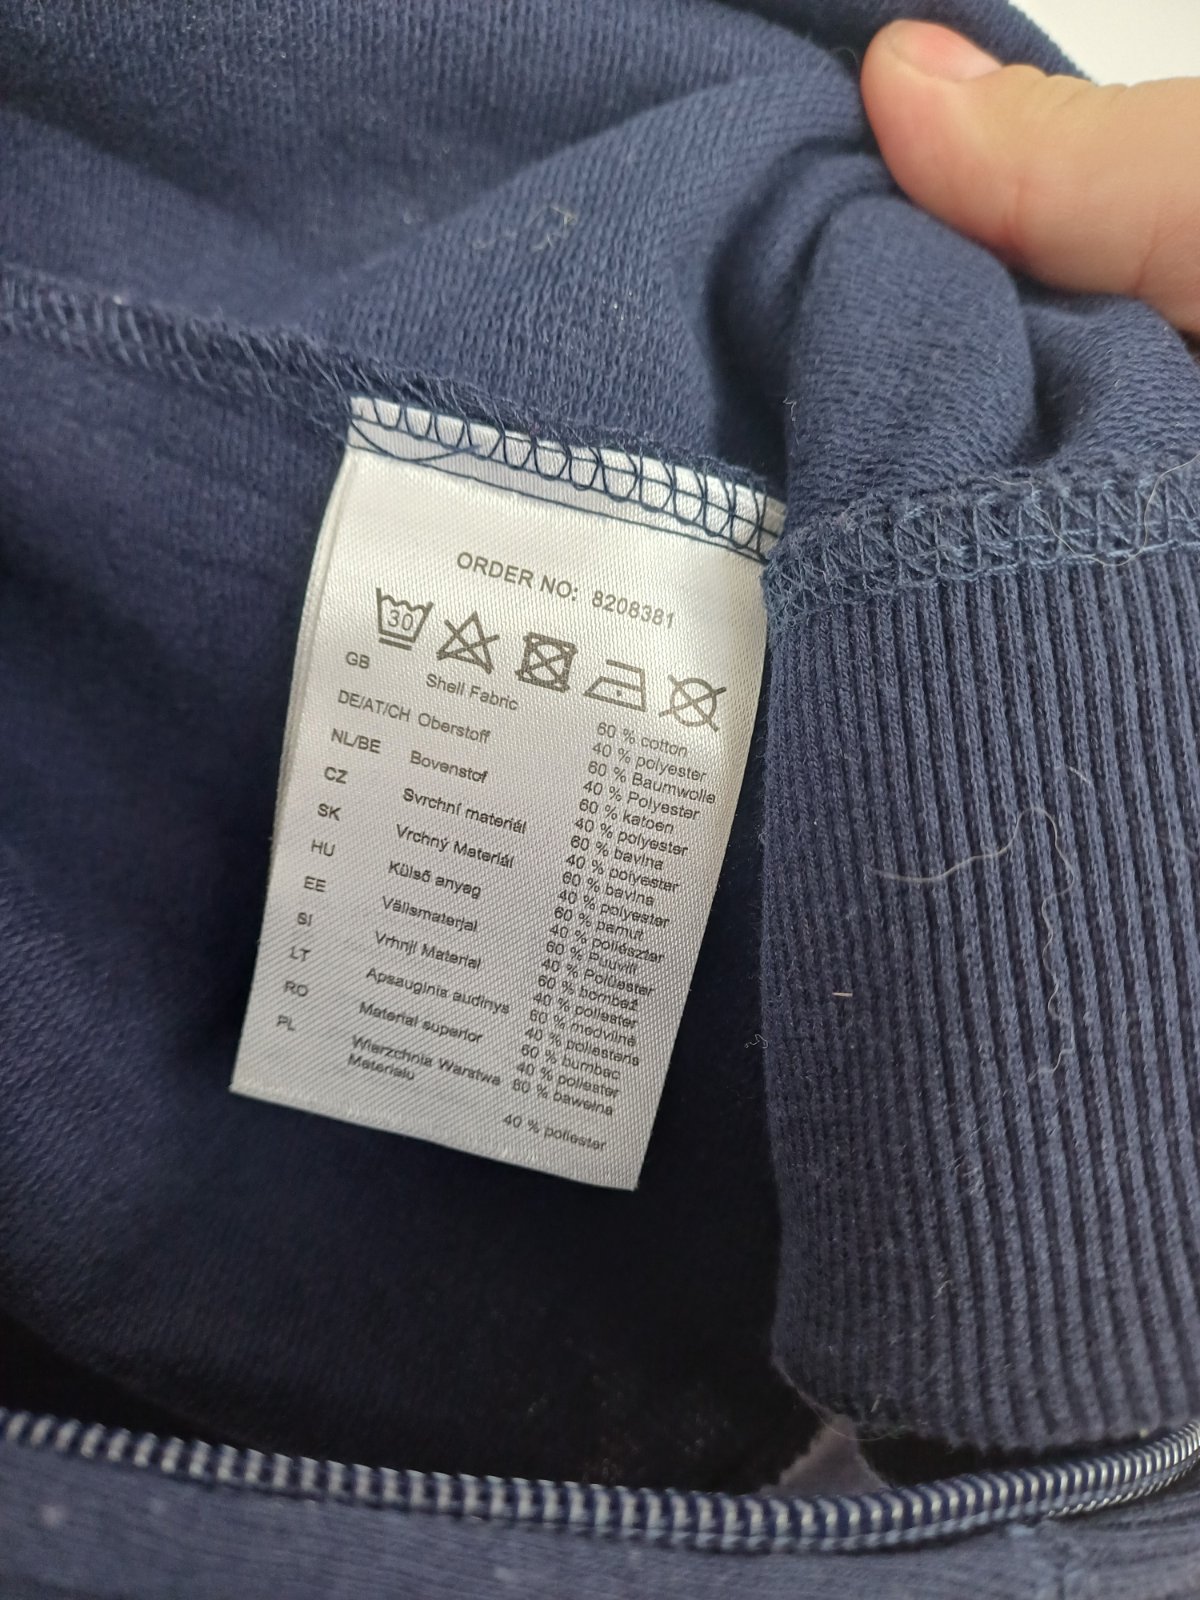 ORDER NO: 8208381
30
GB Shell Fabric 60 % cotton
40 % polyester
DE/AT/CH Oberstoff 60 % Baumwolle
40 % Polyester
NL/BE Bovenstof 60 % katoen
40 % polyester
CZ Svrchní materiál 60 % bavlna
40 % polyester
SK Vrchný Materiál 60 % bavlna
40 % polyester
HU Külső anyag 60 % pamut
40 % poliészter
EE Välismaterjal 60 % Puuvill
40 % Polüester
SI Vrhnji Material 60 % bombaž
40 % poliester
LT Apsauginis audinys 60 % medvilnė
40 % poliesteris
RO Material superior 60 % bumbac
40 % poliester
PL Wierzchnia Warstwa 60 % bawełna
Materiału
40 % poliester